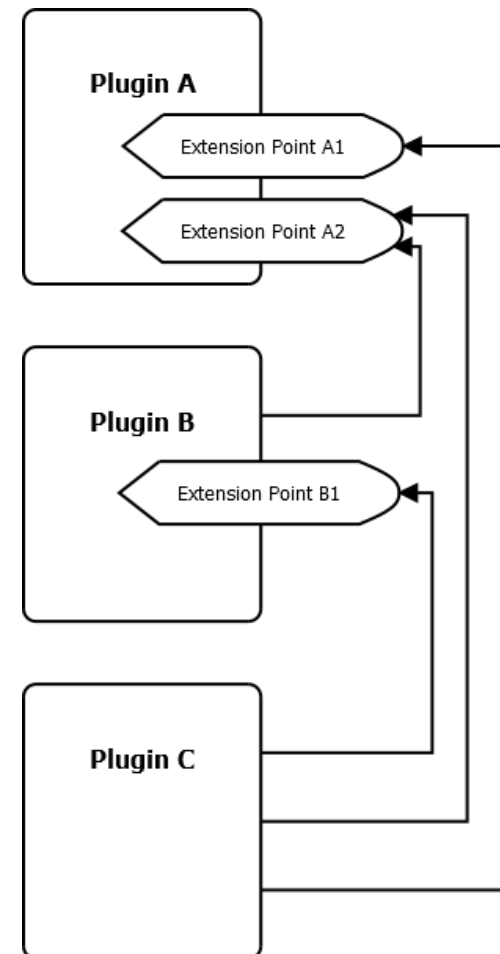 Plugin A
Extension Point A1
Extension Point A2
Plugin B
Extension Point B1
Plugin C